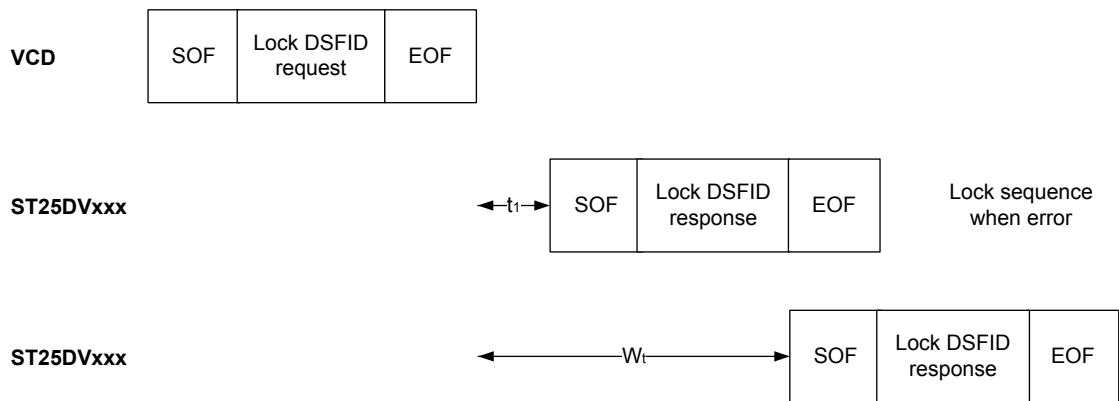 VCD
SOF
Lock DSFID
request
EOF
ST25DVxxx
t1
SOF
Lock DSFID
response
EOF
Lock sequence
when error
ST25DVxxx
Wt
SOF
Lock DSFID
response
EOF